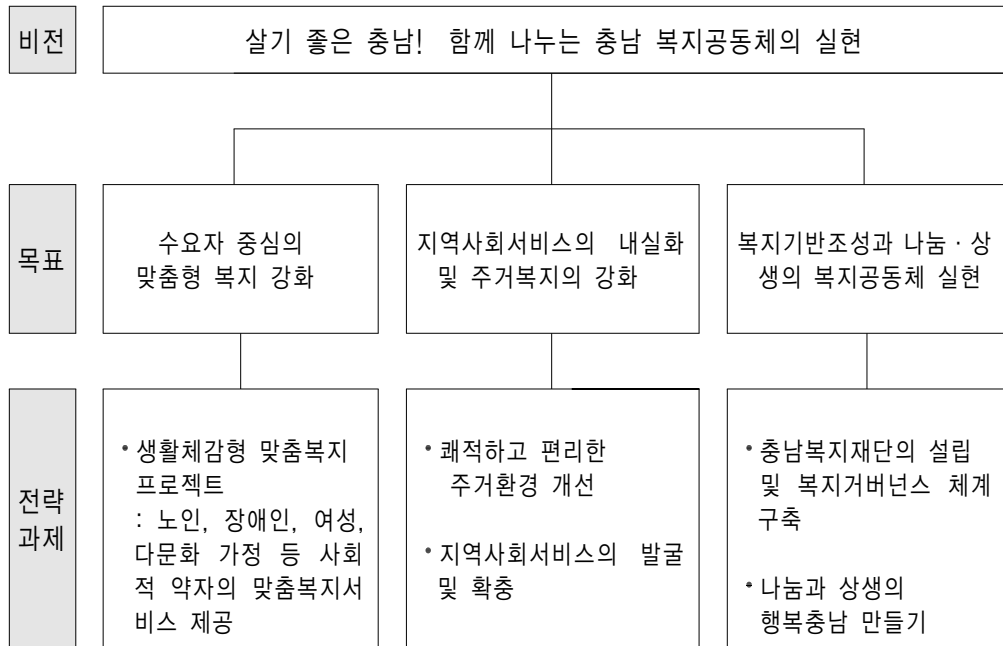 비전
살기 좋은 충남! 함께 나누는 충남 복지공동체의 실현
목표
수요자 중심의
맞춤형 복지 강화
지역사회서비스의 내실화
및 주거복지의 강화
복지기반조성과 나눔·상
생의 복지공동체 실현
전략
과제
• 생활체감형 맞춤복지
프로젝트
: 노인, 장애인, 여성,
다문화 가정 등 사회
적 약자의 맞춤복지서
비스 제공
• 쾌적하고 편리한
주거환경 개선
• 지역사회서비스의 발굴
및 확충
• 충남복지재단의 설립
및 복지거버넌스 체계
구축
• 나눔과 상생의
행복충남 만들기